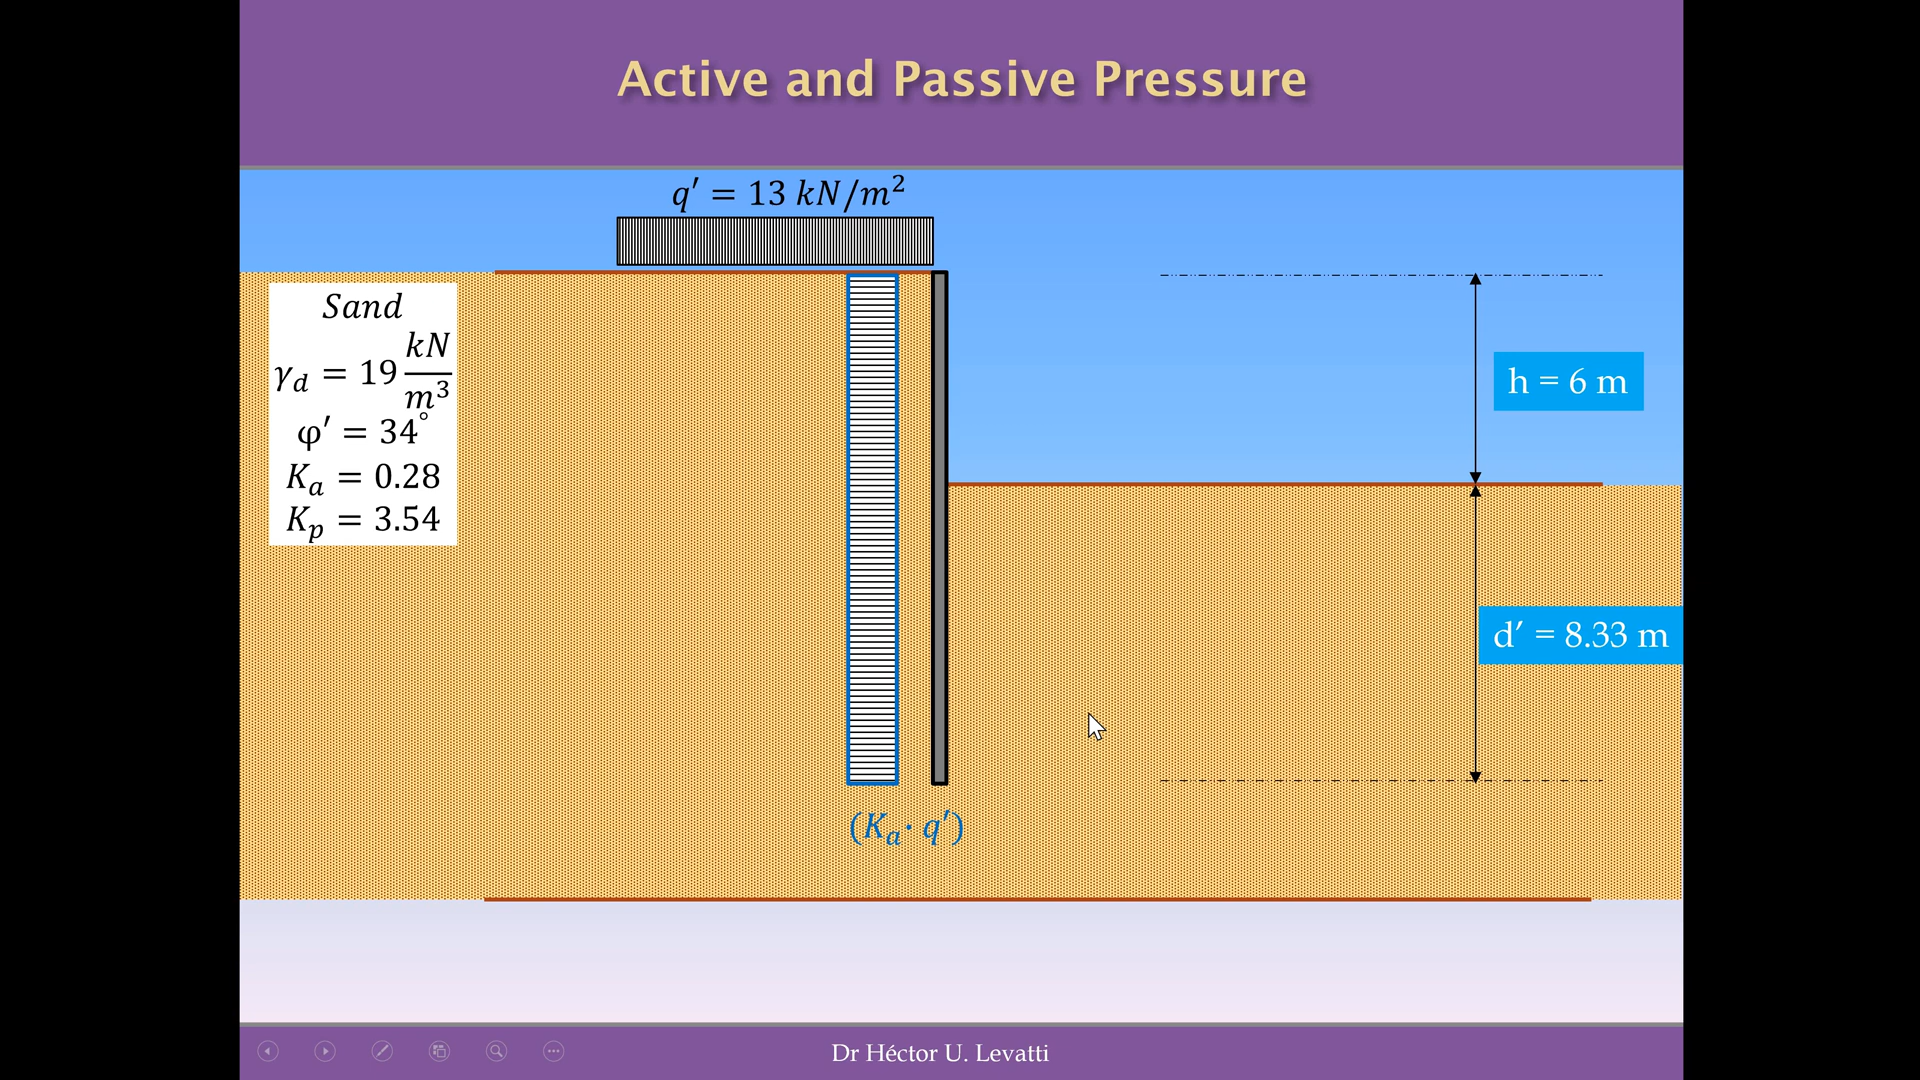 Active and Passive Pressure
q′ = 13 kN/m²
Sand
γd = 19 kN/m³
φ′ = 34°
Ka = 0.28
Kp = 3.54
h = 6 m
d′ = 8.33 m
(Ka· q′)
Dr Héctor U. Levatti